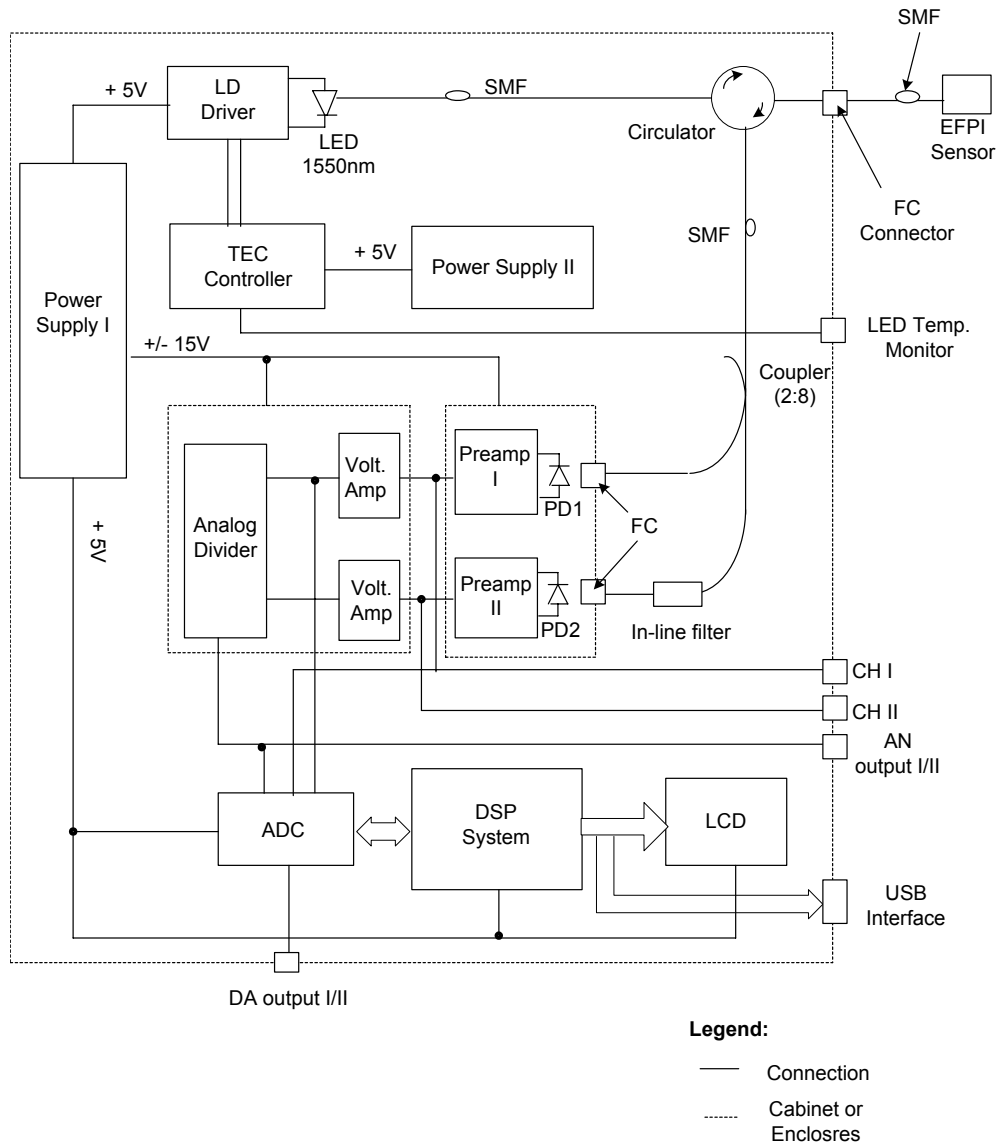 SMF
+ 5V
LD
Driver
SMF
LED
1550nm
Circulator
EFPI
Sensor
FC
Connector
SMF
TEC
Controller
+ 5V
Power Supply II
Power
Supply I
LED Temp.
Monitor
+/- 15V
Coupler
(2:8)
Analog
Divider
Volt.
Amp
Preamp
I
PD1
FC
+ 5V
Volt.
Amp
Preamp
II
PD2
In-line filter
CH I
CH II
AN
output I/II
ADC
DSP
System
LCD
USB
Interface
DA output I/II
Legend:
Connection
Cabinet or
Enclosres